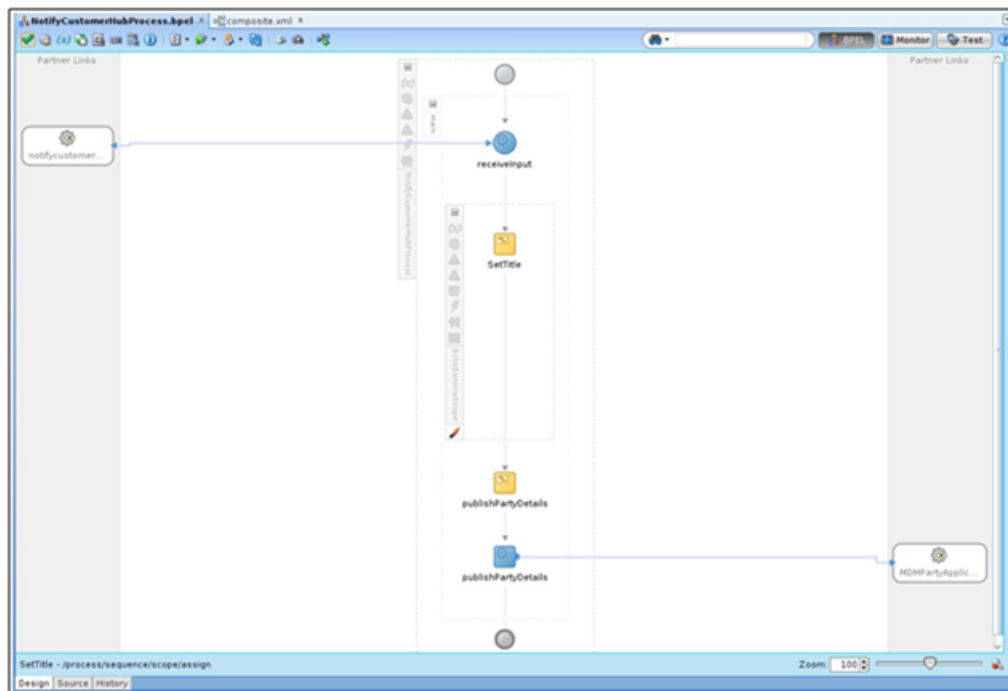 NotifyCustomerHubProcess.bpel
composite.xml
BPEL
Monitor
Test
Partner Links
Partner Links
main
notifycustomer...
receiveInput
NotifyCustomerHubProcess
SetTitle
publishPartyDetails
publishPartyDetails
MDMPartyApplic...
SetTitle - /process/sequence/scope/assign
Zoom: 100
Design Source History